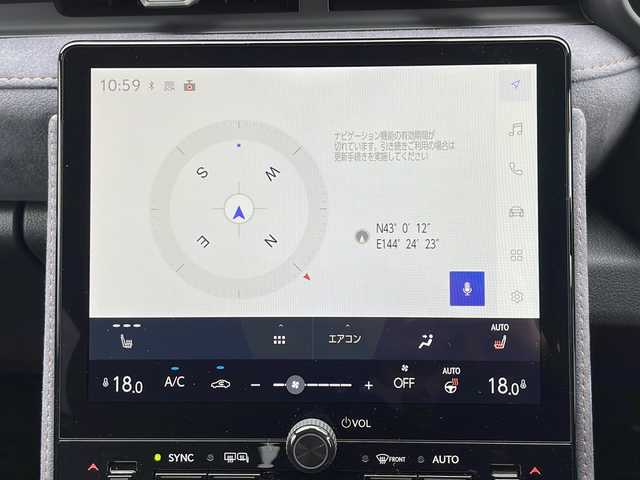 10:59
ナビゲーション機能の有効期間が
切れています。引き続きご利用の場合は
更新手続きを実施してください
S
W
E
N
N43° 0' 12"
E144° 24' 23"
エアコン
AUTO
18.0
A/C
OFF
AUTO
18.0
VOL
SYNC
FRONT
AUTO